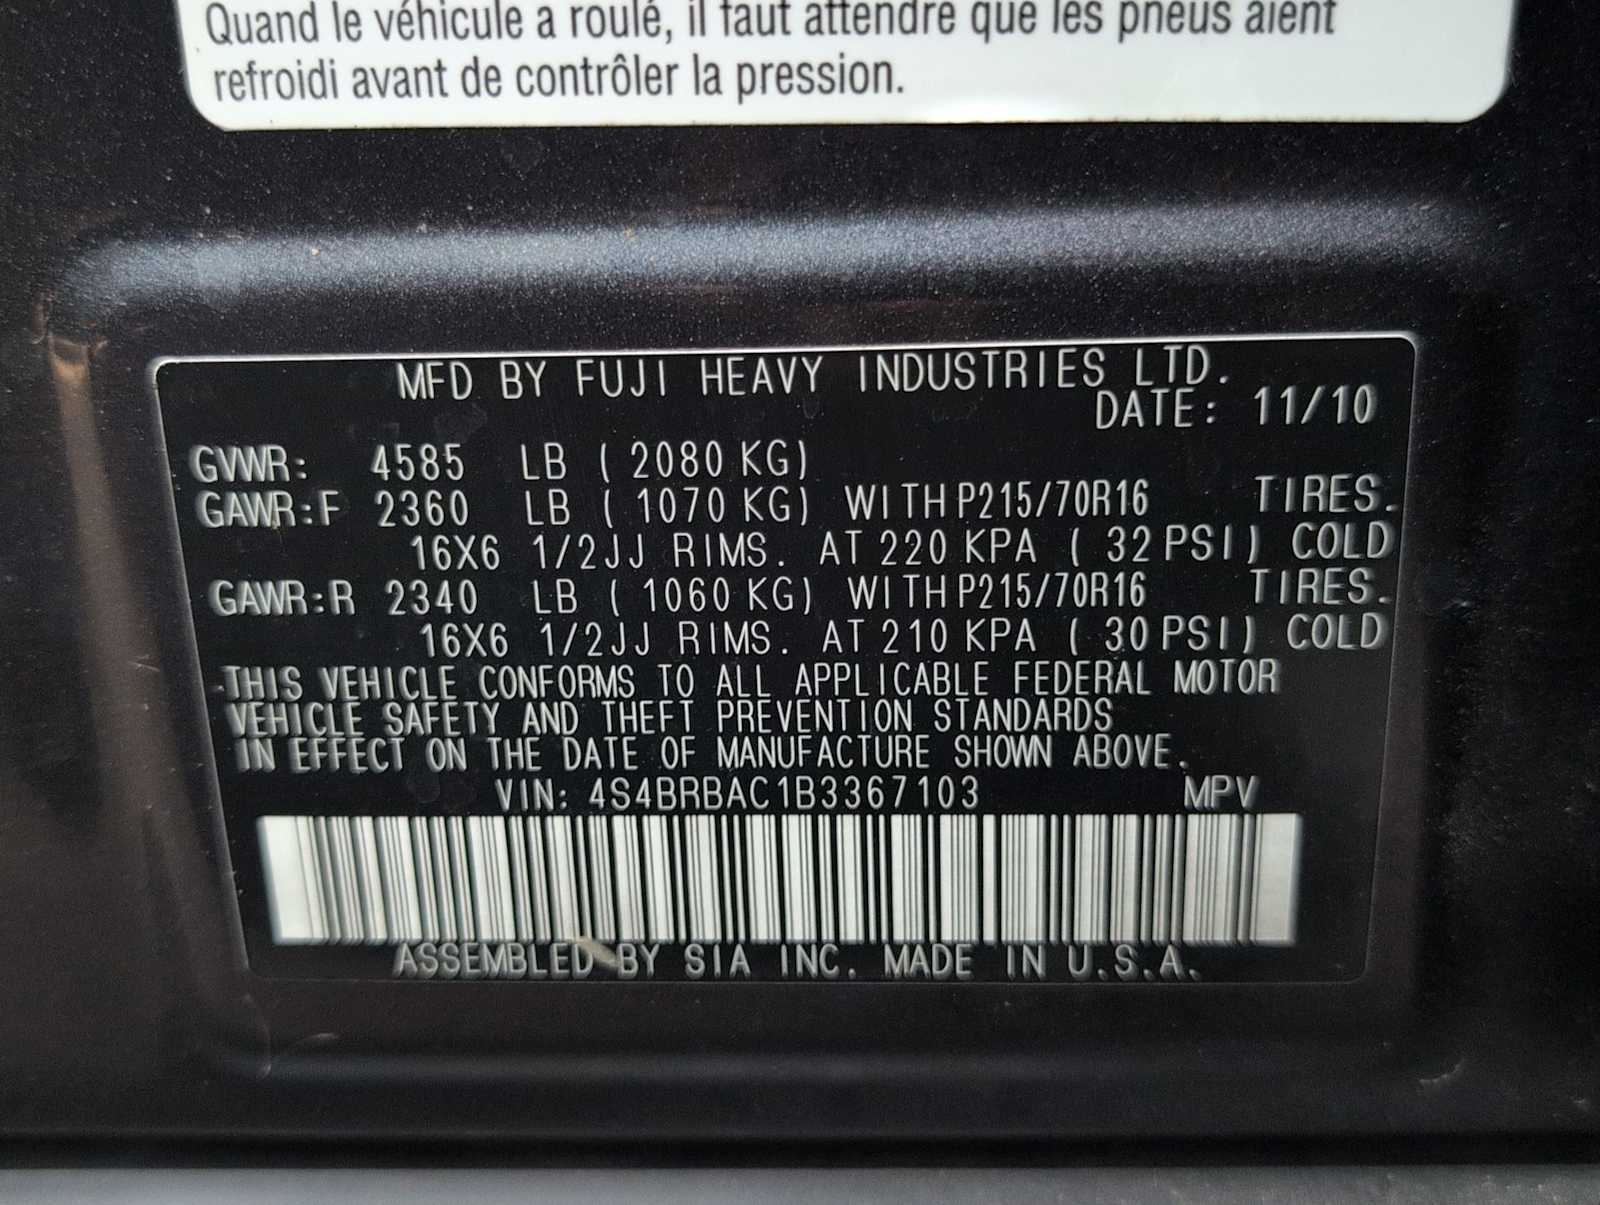 Quand le véhicule a roulé, il faut attendre que les pneus aient
refroidi avant de contrôler la pression.
MFD BY FUJI HEAVY INDUSTRIES LTD.
DATE: 11/10
GVWR: 4585 LB (2080 KG)
GAWR:F 2360 LB (1070 KG) WITH P215/70R16 TIRES.
16X6 1/2JJ RIMS. AT 220 KPA (32 PSI) COLD
GAWR:R 2340 LB (1060 KG) WITH P215/70R16 TIRES.
16X6 1/2JJ RIMS. AT 210 KPA (30 PSI) COLD
THIS VEHICLE CONFORMS TO ALL APPLICABLE FEDERAL MOTOR
VEHICLE SAFETY AND THEFT PREVENTION STANDARDS
IN EFFECT ON THE DATE OF MANUFACTURE SHOWN ABOVE.
VIN: 4S4BRBAC1B3367103 MPV
ASSEMBLED BY SIA INC. MADE IN U.S.A.